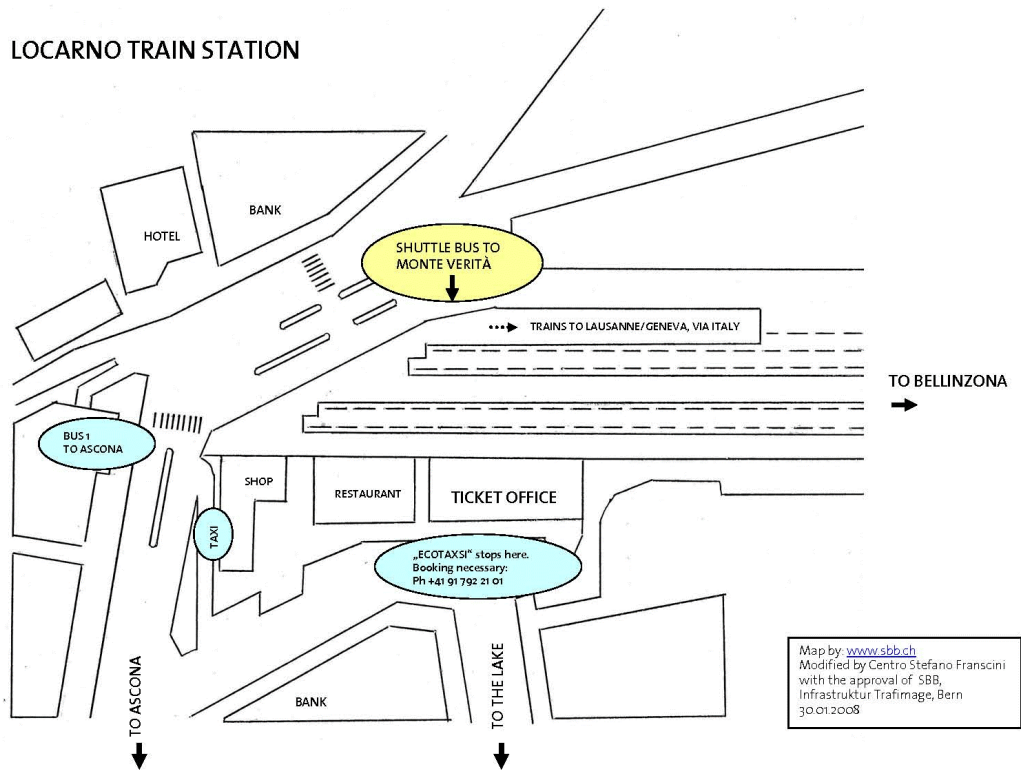 LOCARNO TRAIN STATION
BANK
HOTEL
SHUTTLE BUS TO
MONTE VERITÀ
TRAINS TO LAUSANNE/GENEVA, VIA ITALY
TO BELLINZONA
BUS 1
TO ASCONA
SHOP
RESTAURANT
TICKET OFFICE
TAXI
„ECOTAXSI“ stops here.
Booking necessary:
Ph +41 91 792 21 01
TO ASCONA
BANK
TO THE LAKE
Map by: www.sbb.ch
Modified by Centro Stefano Franscini
with the approval of SBB,
Infrastruktur Trafimage, Bern
30.01.2008